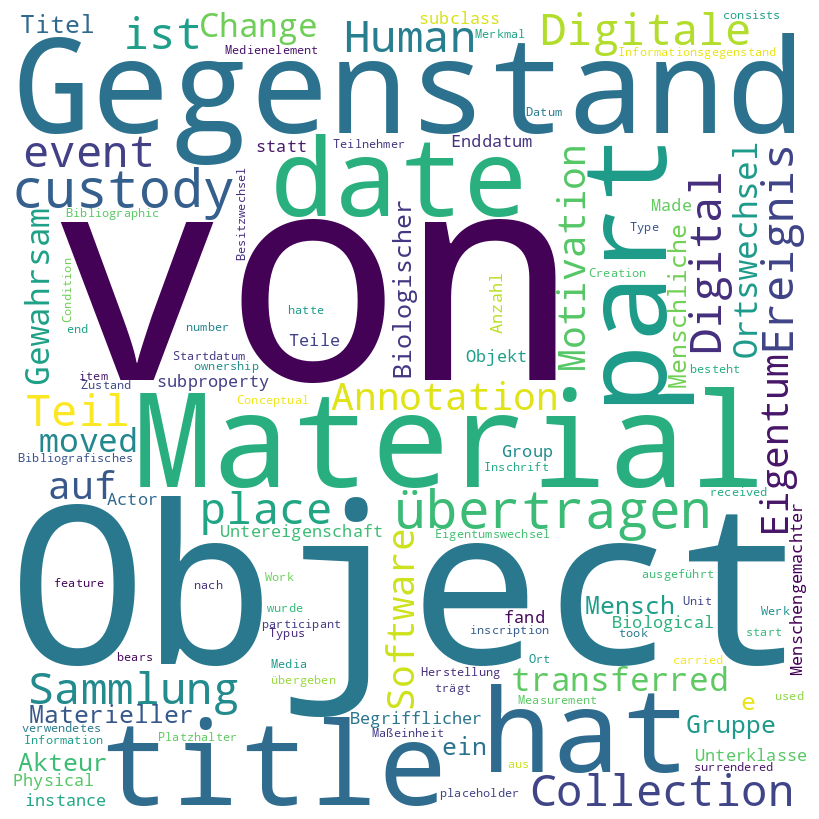 Titel
ist
Change
subclass
consists
Medienelement
Human
Merkmal
Digitale
Informationsgegenstand
Gegenstand
Datum
event
statt
Teilnehmer
Enddatum
custody
Besitzwechsel
date
Motivation
part
Made
Type
Digital
Ortswechsel
Ereignis
Bibliographic
Gewahrsam
Condition
von
Biologischer
Anzahl
Creation
Menschliche
end
number
hatte
Teile
Startdatum
ownership
Objekt
item
Zustand
subproperty
besteht
Eigentum
Teil
Conceptual
Annotation
moved
Material
Bibliografisches
Group
Inschrift
auf
Actor
place
übertragen
received
Untereigenschaft
Eigentumswechsel
Menschengemachter
Object
feature
nach
Work
Software
ausgeführt
wurde
fand
Mensch
Unit
Werk
participant
Biological
Typus
inscription
took
start
bears
Media
Ort
carried
übergeben
Herstellung
transferred
Sammlung
trägt
Measurement
hat
e
used
Materieller
Begrifflicher
Gruppe
verwendetes
Maßeinheit
Information
Platzhalter
title
ein
Unterklasse
Akteur
aus
surrendered
Physical
instance
placeholder
Collection